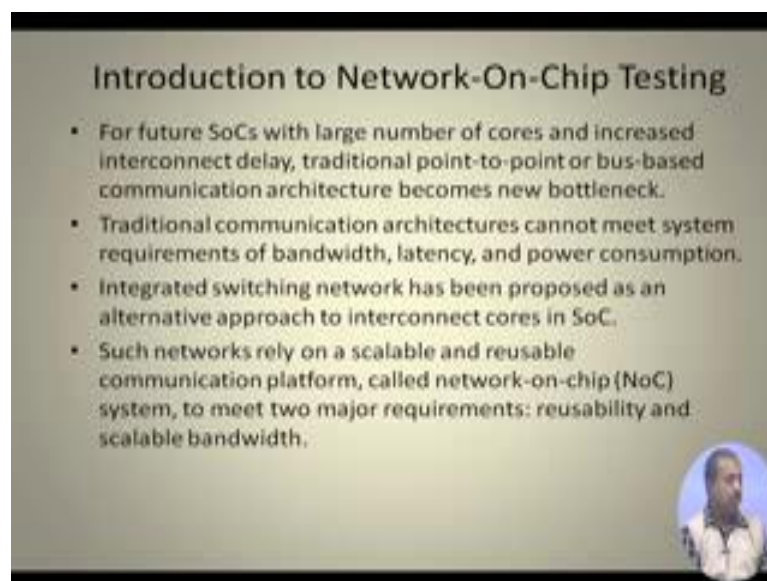 Introduction to Network-On-Chip Testing
• For future SoCs with large number of cores and increased
interconnect delay, traditional point-to-point or bus-based
communication architecture becomes new bottleneck.
• Traditional communication architectures cannot meet system
requirements of bandwidth, latency, and power consumption.
• Integrated switching network has been proposed as an
alternative approach to interconnect cores in SoC.
• Such networks rely on a scalable and reusable
communication platform, called network-on-chip (NoC)
system, to meet two major requirements: reusability and
scalable bandwidth.